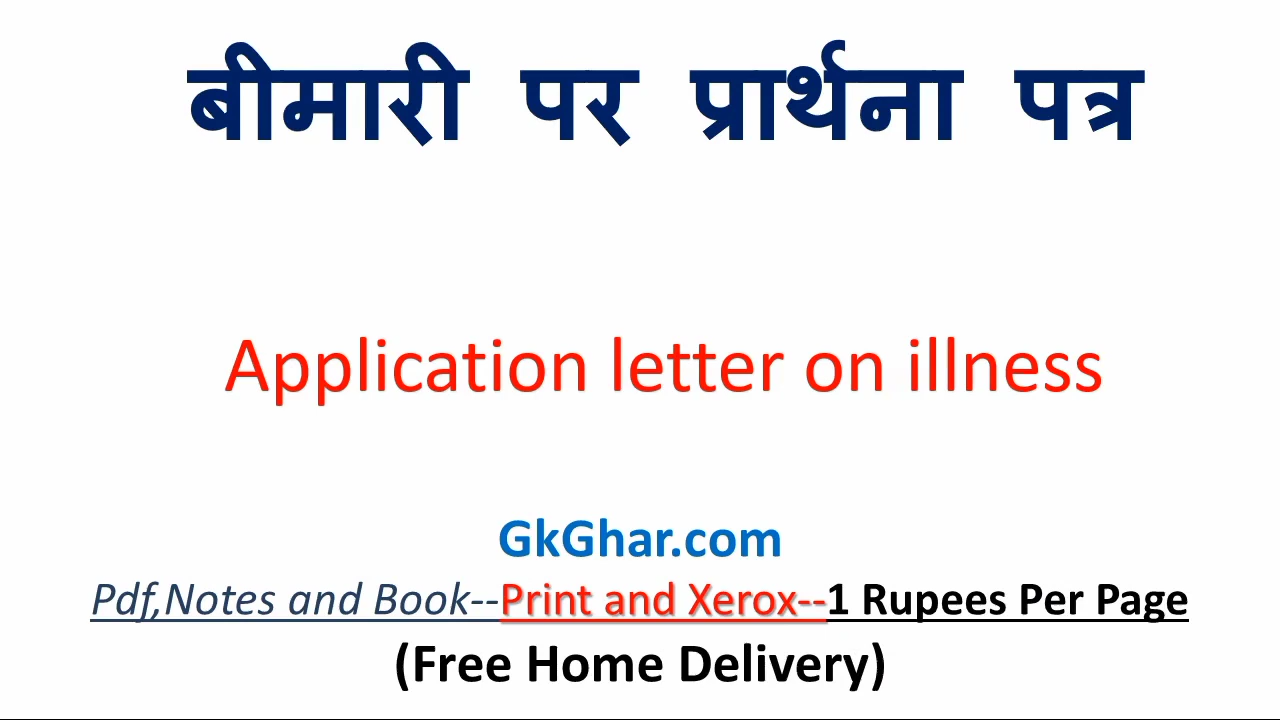 बीमारी पर प्रार्थना पत्र
Application letter on illness
GkGhar.com
Pdf,Notes and Book--Print and Xerox--1 Rupees Per Page
(Free Home Delivery)